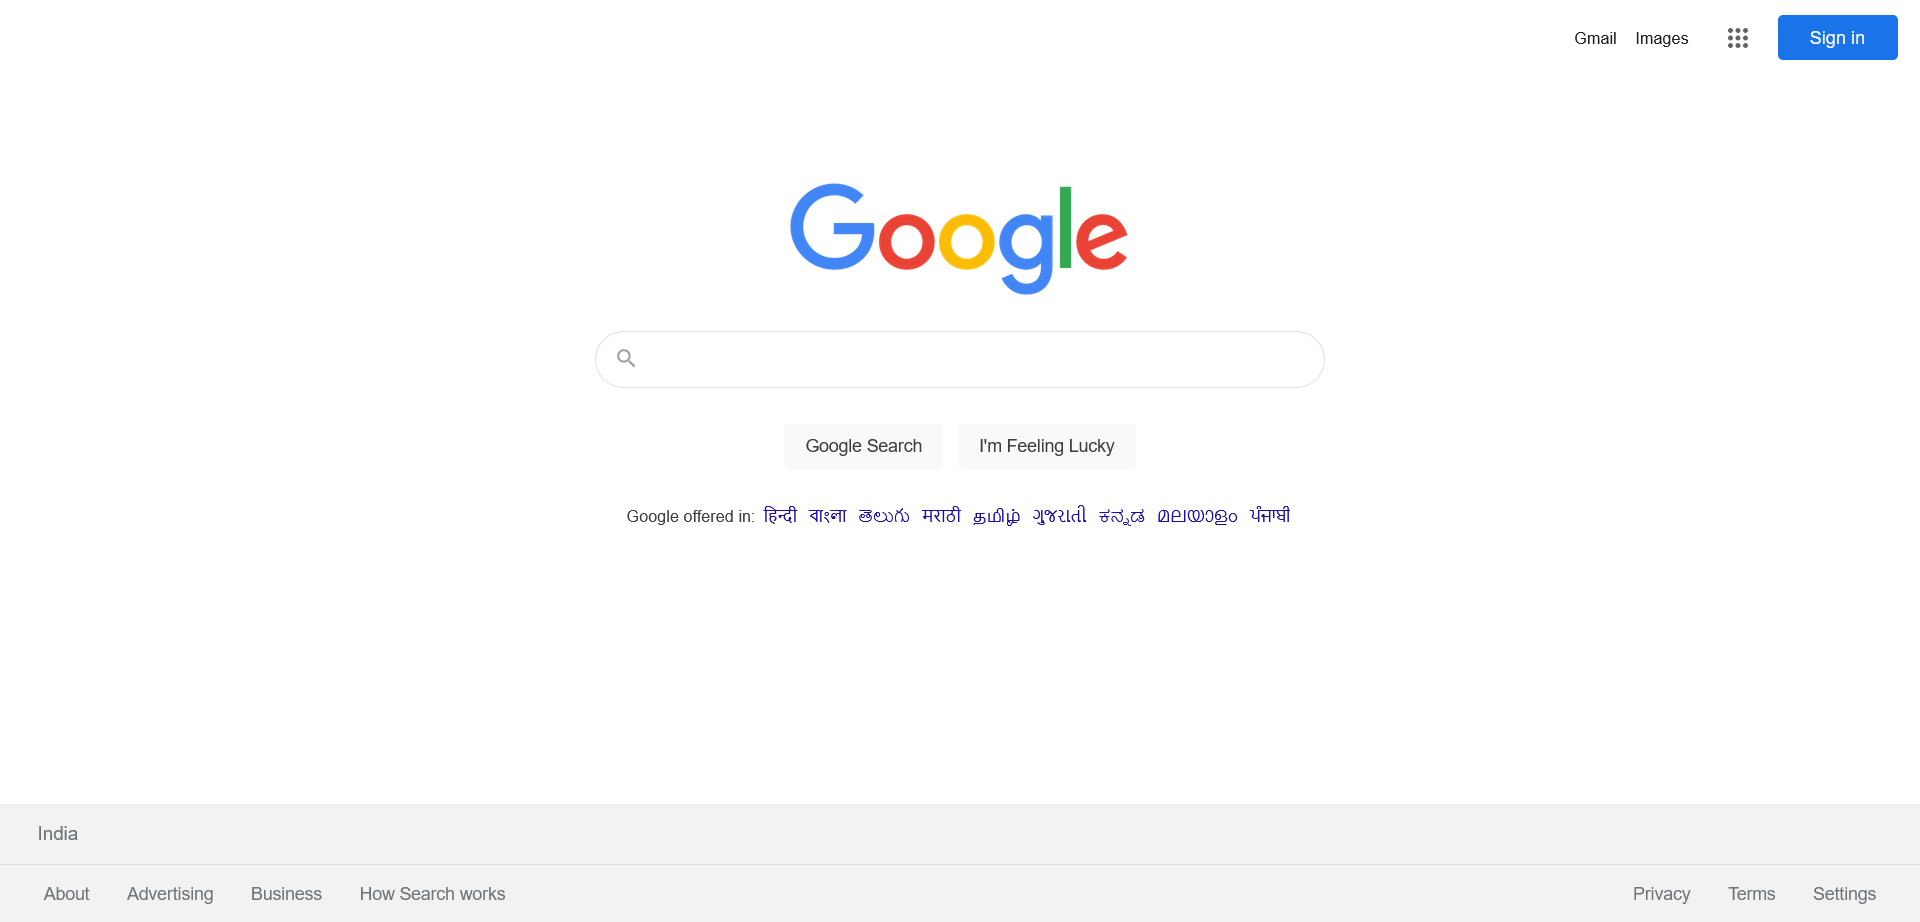 Gmail Images Sign in
Google
Google Search I'm Feeling Lucky
Google offered in: हिन्दी বাংলা తెలుగు मराठी தமிழ் ગુજરાતી ಕನ್ನಡ മലയാളം ਪੰਜਾਬੀ
India
About Advertising Business How Search works Privacy Terms Settings